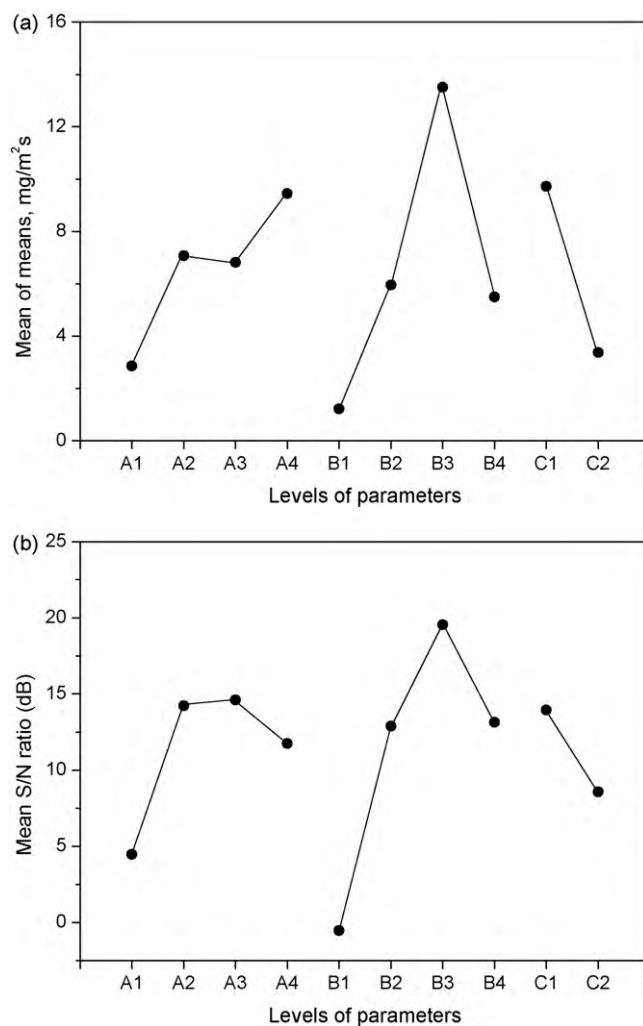 (a)
16
12
8
4
0
Mean of means, mg/m²s
A1 A2 A3 A4 B1 B2 B3 B4 C1 C2
Levels of parameters
(b)
25
20
15
10
5
0
Mean S/N ratio (dB)
A1 A2 A3 A4 B1 B2 B3 B4 C1 C2
Levels of parameters